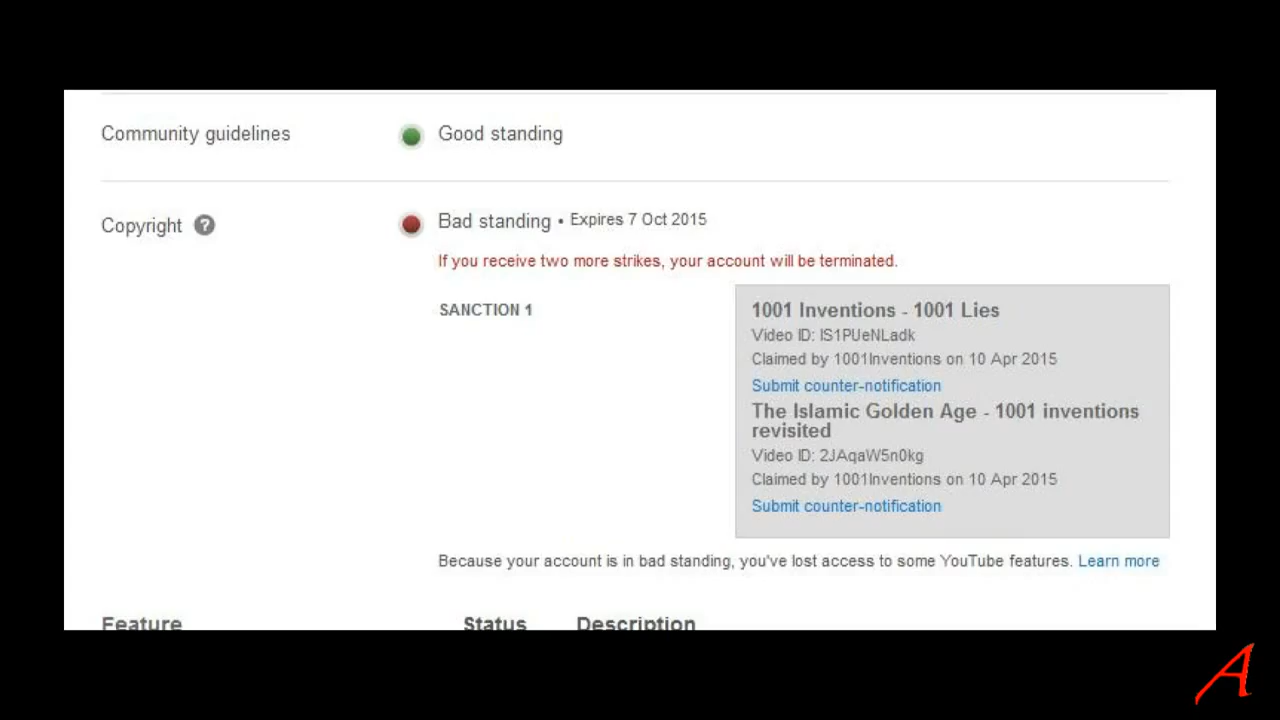 Community guidelines
Good standing
Copyright ?
Bad standing • Expires 7 Oct 2015
If you receive two more strikes, your account will be terminated.
SANCTION 1
1001 Inventions - 1001 Lies
Video ID: IS1PUeNLadk
Claimed by 1001Inventions on 10 Apr 2015
Submit counter-notification
The Islamic Golden Age - 1001 inventions
revisited
Video ID: 2JAqaW5n0kg
Claimed by 1001Inventions on 10 Apr 2015
Submit counter-notification
Because your account is in bad standing, you've lost access to some YouTube features. Learn more
Feature Status Description
A